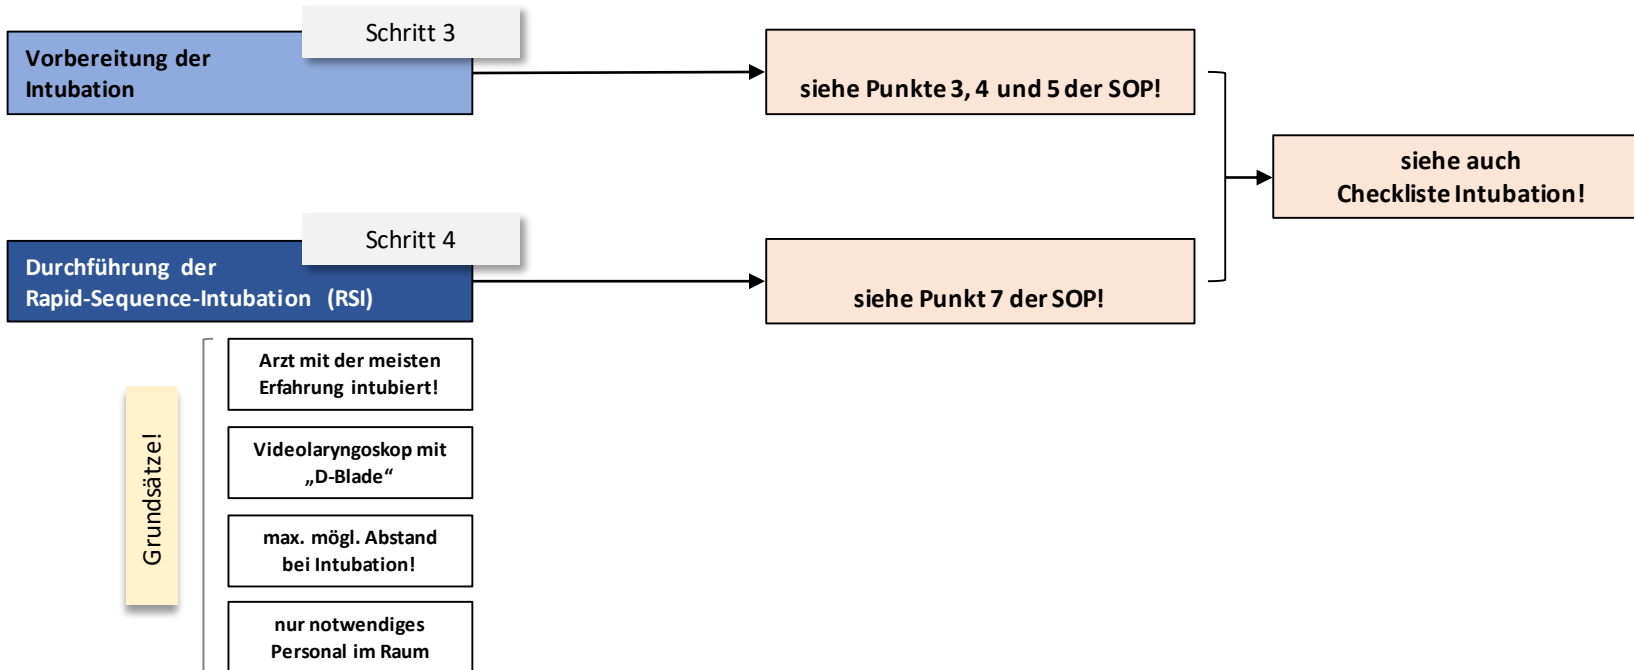 Schritt 3
Vorbereitung der
Intubation
siehe Punkte 3, 4 und 5 der SOP!
siehe auch
Checkliste Intubation!
Schritt 4
Durchführung der
Rapid-Sequence-Intubation (RSI)
siehe Punkt 7 der SOP!
Grundsätze!
Arzt mit der meisten
Erfahrung intubiert!
Videolaryngoskop mit
„D-Blade“
max. mögl. Abstand
bei Intubation!
nur notwendiges
Personal im Raum